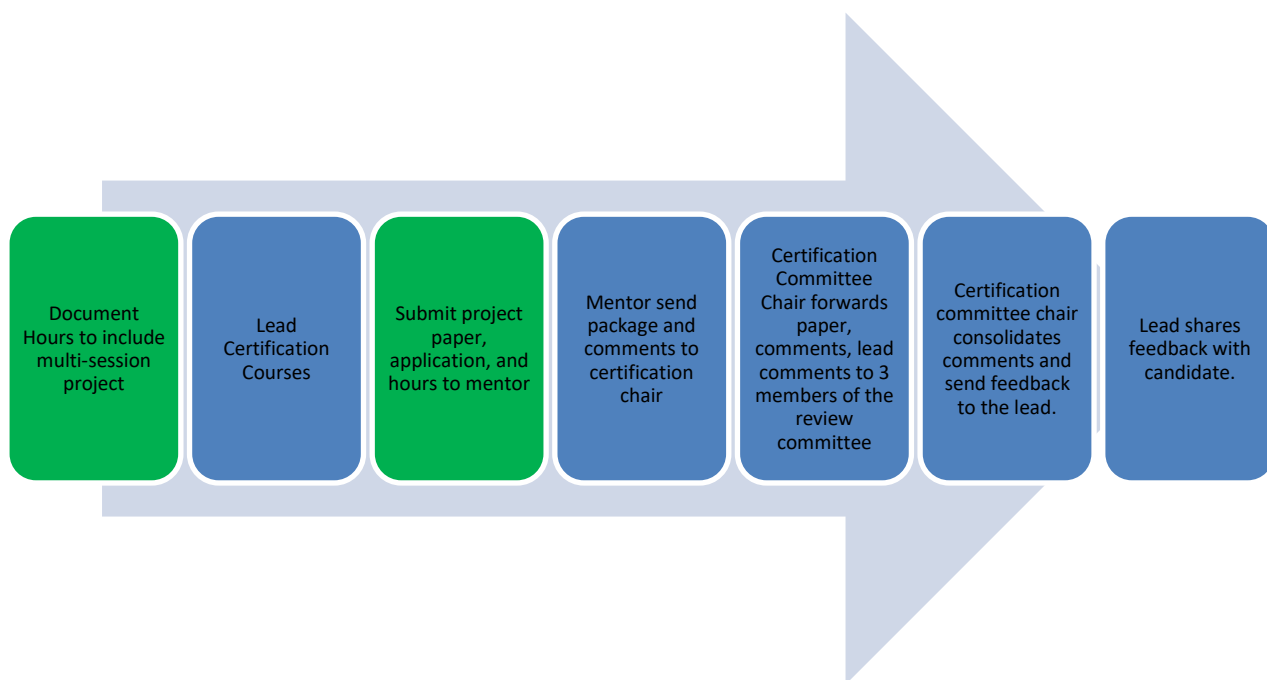 Document
Hours to include
multi-session
project
Lead
Certification
Courses
Submit project
paper,
application, and
hours to mentor
Mentor send
package and
comments to
certification
chair
Certification
Committee
Chair forwards
paper,
comments, lead
comments to 3
members of the
review
committee
Certification
committee chair
consolidates
comments and
send feedback
to the lead.
Lead shares
feedback with
candidate.